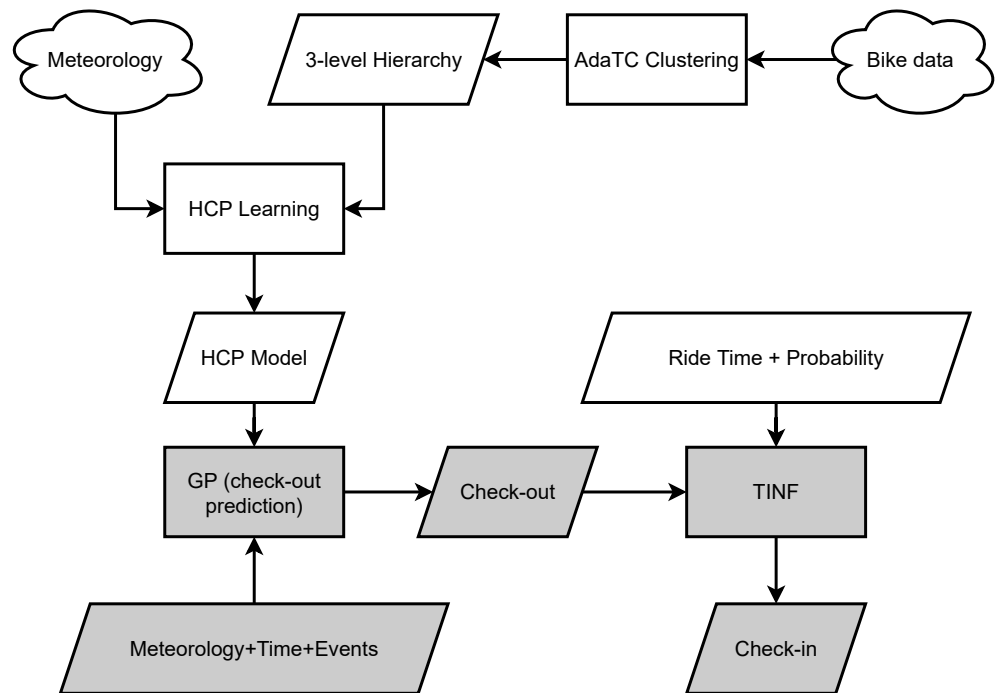 Meteorology
3-level Hierarchy
AdaTC Clustering
Bike data
HCP Learning
HCP Model
Ride Time + Probability
GP (check-out
prediction)
Check-out
TINF
Meteorology+Time+Events
Check-in